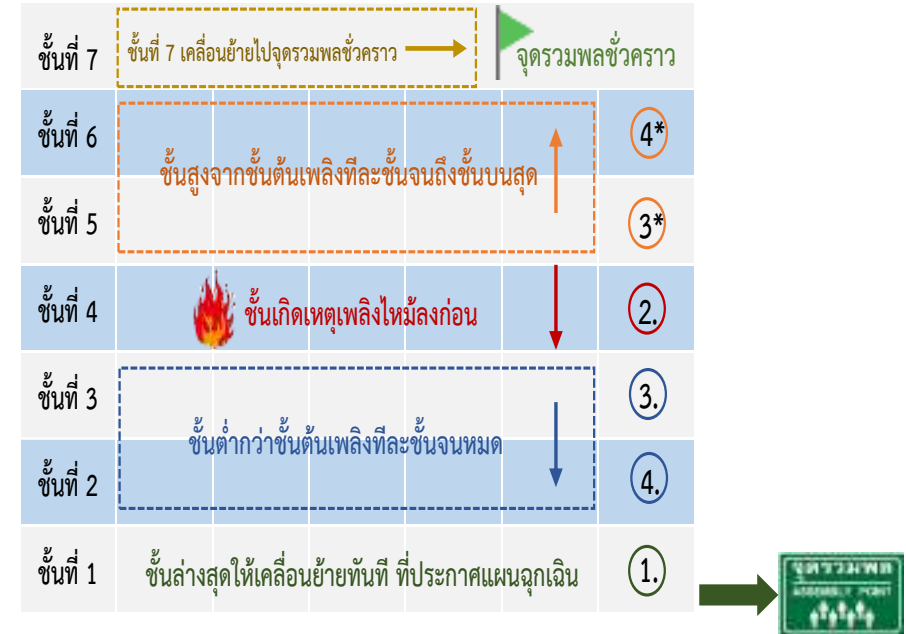 ชั้นที่ 7
ชั้นที่ 7 เคลื่อนย้ายไปจุดรวมพลชั่วคราว
จุดรวมพลชั่วคราว
ชั้นที่ 6
4*
ชั้นสูงจากชั้นต้นเพลิงทีละชั้นจนถึงชั้นบนสุด
ชั้นที่ 5
3*
ชั้นที่ 4
ชั้นเกิดเหตุเพลิงไหม้ลงก่อน
2.
ชั้นที่ 3
3.
ชั้นต่ำกว่าชั้นต้นเพลิงทีละชั้นจนหมด
ชั้นที่ 2
4.
ชั้นที่ 1
ชั้นล่างสุดให้เคลื่อนย้ายทันที ที่ประกาศแผนฉุกเฉิน
1.
จุดรวมพล
ASSEMBLY POINT